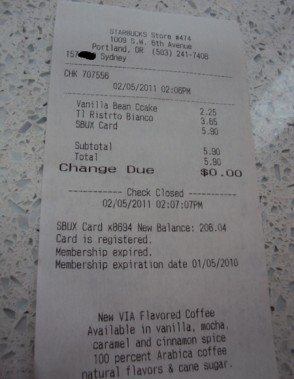 STARBUCKS Store #474
1009 S.W. 6th Avenue
Portland, OR (503) 241-7408
Sydney
CHK 707556
02/05/2011 02:06PM
Vanilla Bean Ccake 2.25
Tl Ristrto Bianco 3.65
SBUX Card 5.90
Subtotal 5.90
Total 5.90
Change Due $0.00
Check Closed
02/05/2011 02:07:07PM
SBUX Card x8694 New Balance: 206.04
Card is registered.
Membership expired.
Membership expiration date 01/05/2010
New VIA Flavored Coffee
Available in vanilla, mocha,
caramel and cinnamon spice
100 percent Arabica coffee
natural flavors & cane sugar.